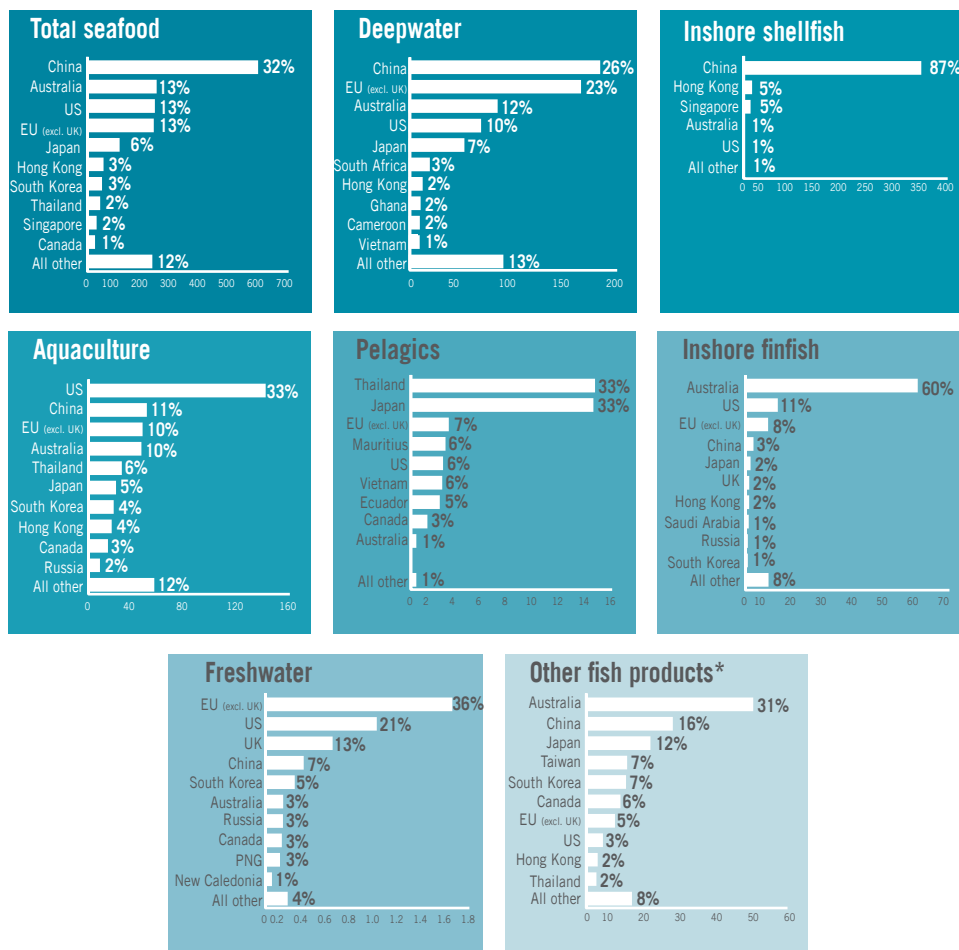 Total seafood
China 32%
Australia 13%
US 13%
EU (excl. UK) 13%
Japan 6%
Hong Kong 3%
South Korea 3%
Thailand 2%
Singapore 2%
Canada 1%
All other 12%
0 100 200 300 400 500 600 700
Deepwater
China 26%
EU (excl. UK) 23%
Australia 12%
US 10%
Japan 7%
South Africa 3%
Hong Kong 2%
Ghana 2%
Cameroon 2%
Vietnam 1%
All other 13%
0 50 100 150 200
Inshore shellfish
China 87%
Hong Kong 5%
Singapore 5%
Australia 1%
US 1%
All other 1%
0 50 100 150 200 250 300 350 400
Aquaculture
US 33%
China 11%
EU (excl. UK) 10%
Australia 10%
Thailand 6%
Japan 5%
South Korea 4%
Hong Kong 4%
Canada 3%
Russia 2%
All other 12%
0 40 80 120 160
Pelagics
Thailand 33%
Japan 33%
EU (excl. UK) 7%
Mauritius 6%
US 6%
Vietnam 6%
Ecuador 5%
Canada 3%
Australia 1%
All other 1%
0 2 4 6 8 10 12 14 16
Inshore finfish
Australia 60%
US 11%
EU (excl. UK) 8%
China 3%
Japan 2%
UK 2%
Hong Kong 2%
Saudi Arabia 1%
Russia 1%
South Korea 1%
All other 8%
0 10 20 30 40 50 60 70
Freshwater
EU (excl. UK) 36%
US 21%
UK 13%
China 7%
South Korea 5%
Australia 3%
Russia 3%
Canada 3%
PNG 3%
New Caledonia 1%
All other 4%
0 0.2 0.4 0.6 0.8 1.0 1.2 1.4 1.6 1.8
Other fish products*
Australia 31%
China 16%
Japan 12%
Taiwan 7%
South Korea 7%
Canada 6%
EU (excl. UK) 5%
US 3%
Hong Kong 2%
Thailand 2%
All other 8%
0 10 20 30 40 50 60